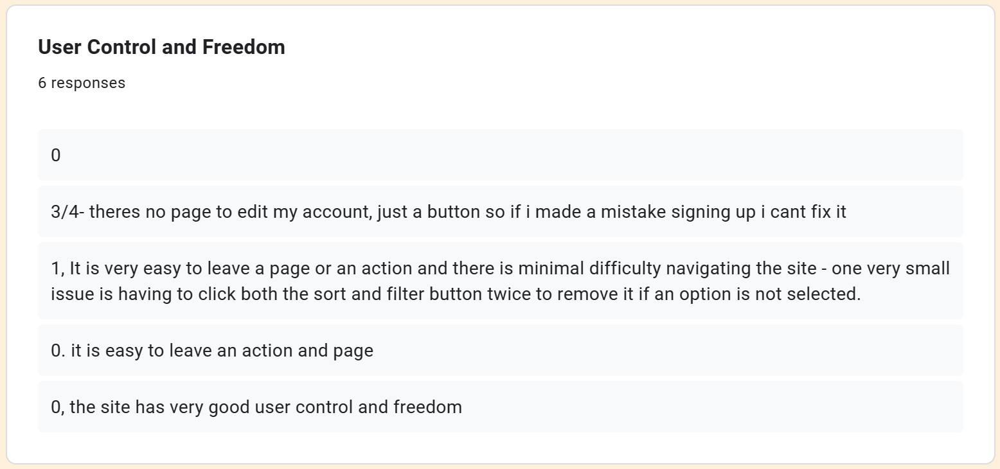 User Control and Freedom
6 responses
0
3/4- theres no page to edit my account, just a button so if i made a mistake signing up i cant fix it
1, It is very easy to leave a page or an action and there is minimal difficulty navigating the site - one very small
issue is having to click both the sort and filter button twice to remove it if an option is not selected.
0. it is easy to leave an action and page
0, the site has very good user control and freedom